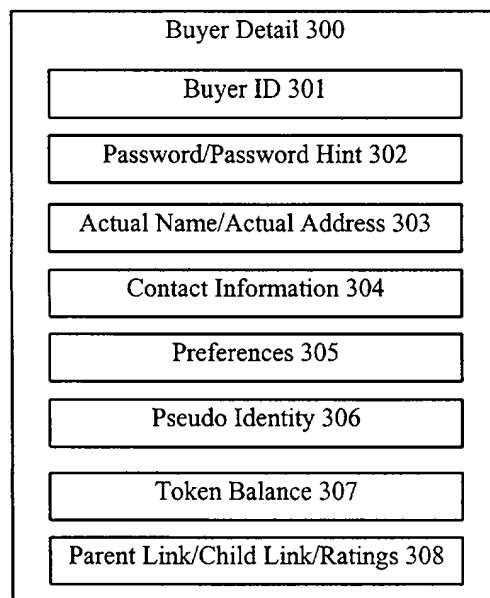 Buyer Detail 300
Buyer ID 301
Password/Password Hint 302
Actual Name/Actual Address 303
Contact Information 304
Preferences 305
Pseudo Identity 306
Token Balance 307
Parent Link/Child Link/Ratings 308